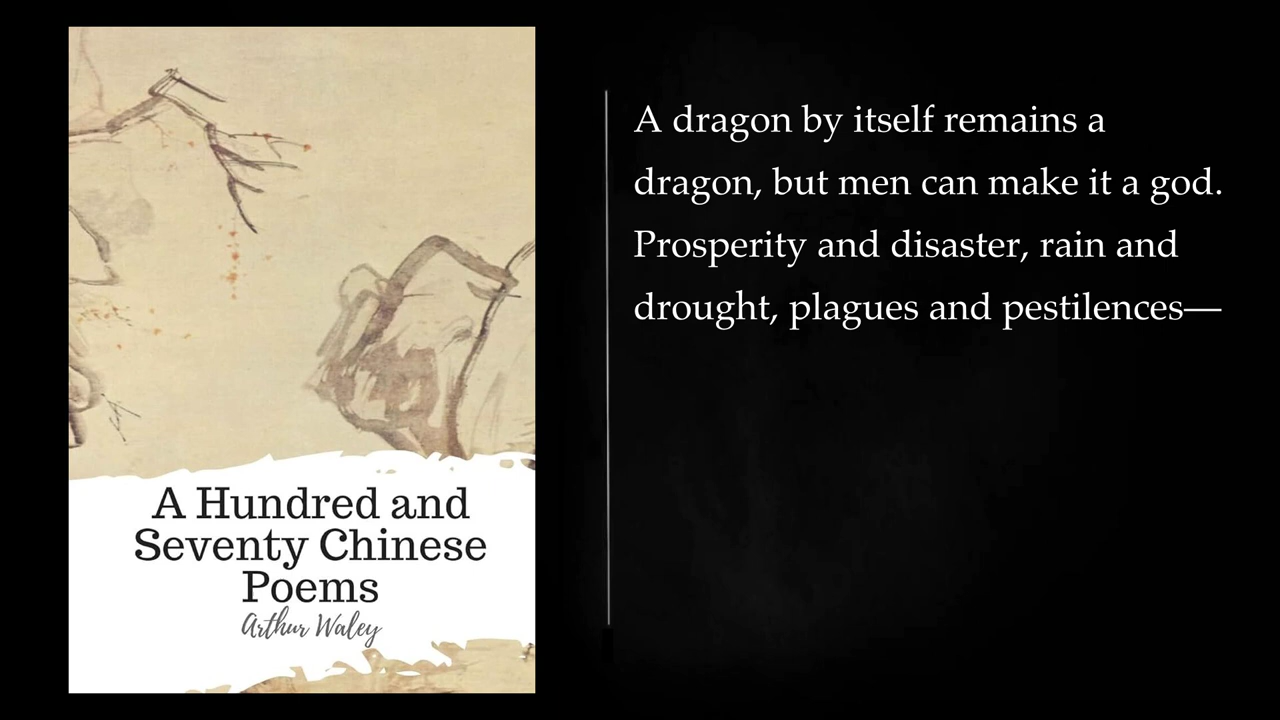 A Hundred and
Seventy Chinese
Poems
Arthur Waley
A dragon by itself remains a
dragon, but men can make it a god.
Prosperity and disaster, rain and
drought, plagues and pestilences—